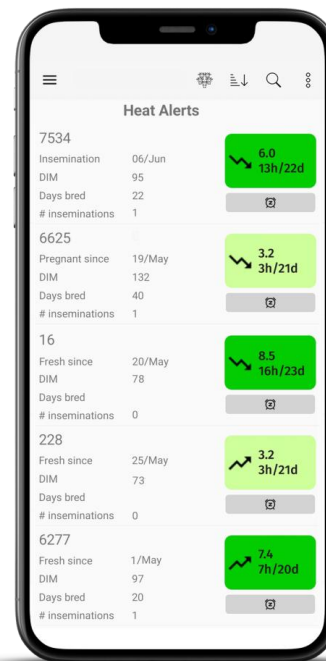 Heat Alerts
7534
Insemination 06/Jun
DIM 95
Days bred 22
# inseminations 1
6.0
13h/22d
6625
Pregnant since 19/May
DIM 132
Days bred 40
# inseminations 1
3.2
3h/21d
16
Fresh since 20/May
DIM 78
Days bred
# inseminations 0
8.5
16h/23d
228
Fresh since 25/May
DIM 73
Days bred
# inseminations 0
3.2
3h/21d
6277
Fresh since 1/May
DIM 97
Days bred 20
# inseminations 1
7.4
7h/20d